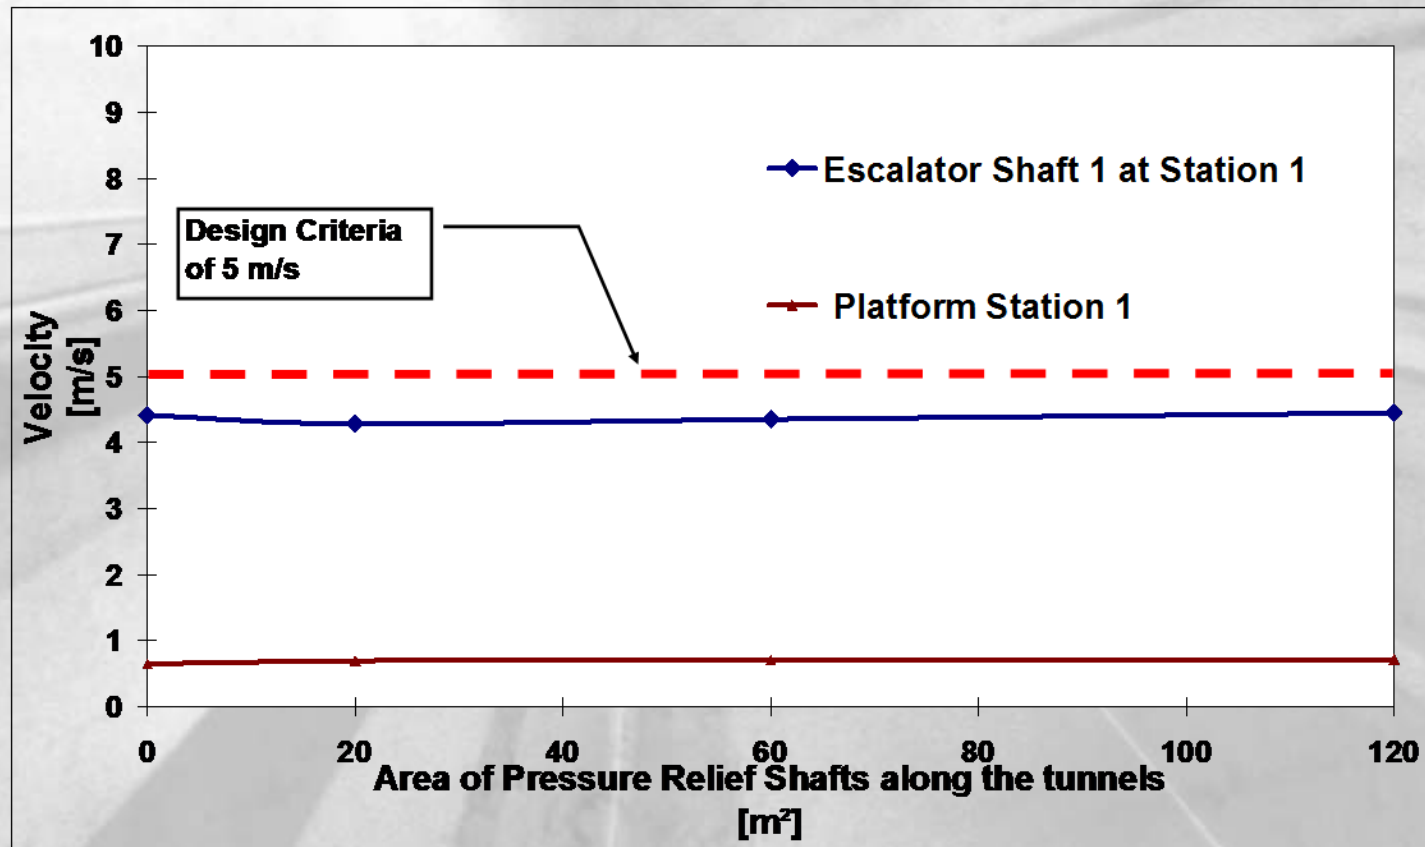 10
9
8
7
6
5
4
3
2
1
0
Velocity
[m/s]
Design Criteria
of 5 m/s
Escalator Shaft 1 at Station 1
Platform Station 1
0 20 40 60 80 100 120
Area of Pressure Relief Shafts along the tunnels
[m²]